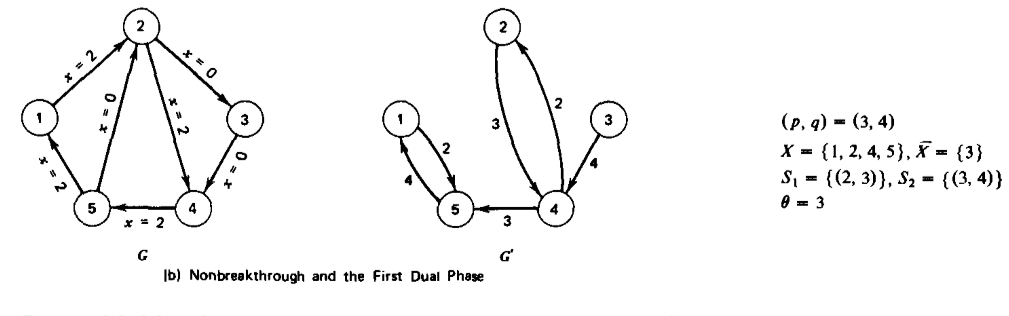 2
x = 2
x = 0
1
x = 0
x = 2
3
x = 2
x = 0
5
4
x = 2
G
2
3
2
1
2
3
4
4
5
3
4
G'
(p, q) = (3, 4)
X = {1, 2, 4, 5}, X̄ = {3}
S₁ = {(2, 3)}, S₂ = {(3, 4)}
θ = 3
|b) Nonbreakthrough and the First Dual Phase